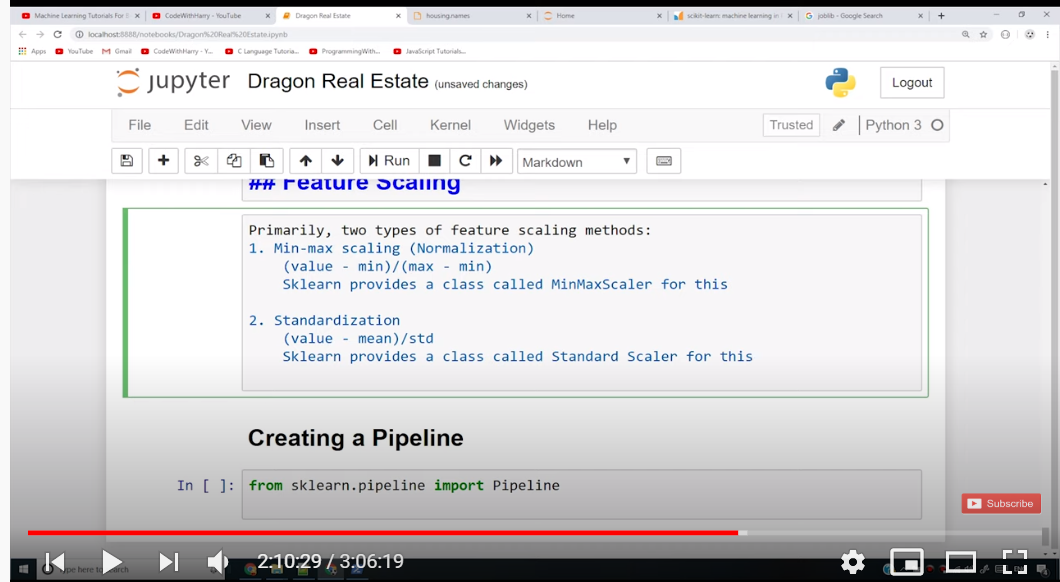 Machine Learning Tutorials For B
CodeWithHarry - YouTube
Dragon Real Estate
housing.names
Home
scikit-learn: machine learning in
joblib - Google Search
localhost:8888/notebooks/Dragon%20Real%20Estate.ipynb
Apps YouTube Gmail CodeWithHarry - Y... C Language Tutoria... ProgrammingWith... JavaScript Tutorials...
jupyter Dragon Real Estate (unsaved changes) Logout
File Edit View Insert Cell Kernel Widgets Help Trusted Python 3
Run Markdown
## Feature Scaling
Primarily, two types of feature scaling methods:
1. Min-max scaling (Normalization)
(value - min)/(max - min)
Sklearn provides a class called MinMaxScaler for this
2. Standardization
(value - mean)/std
Sklearn provides a class called Standard Scaler for this
Creating a Pipeline
In [ ]: from sklearn.pipeline import Pipeline
Subscribe
2:10:29 / 3:06:19